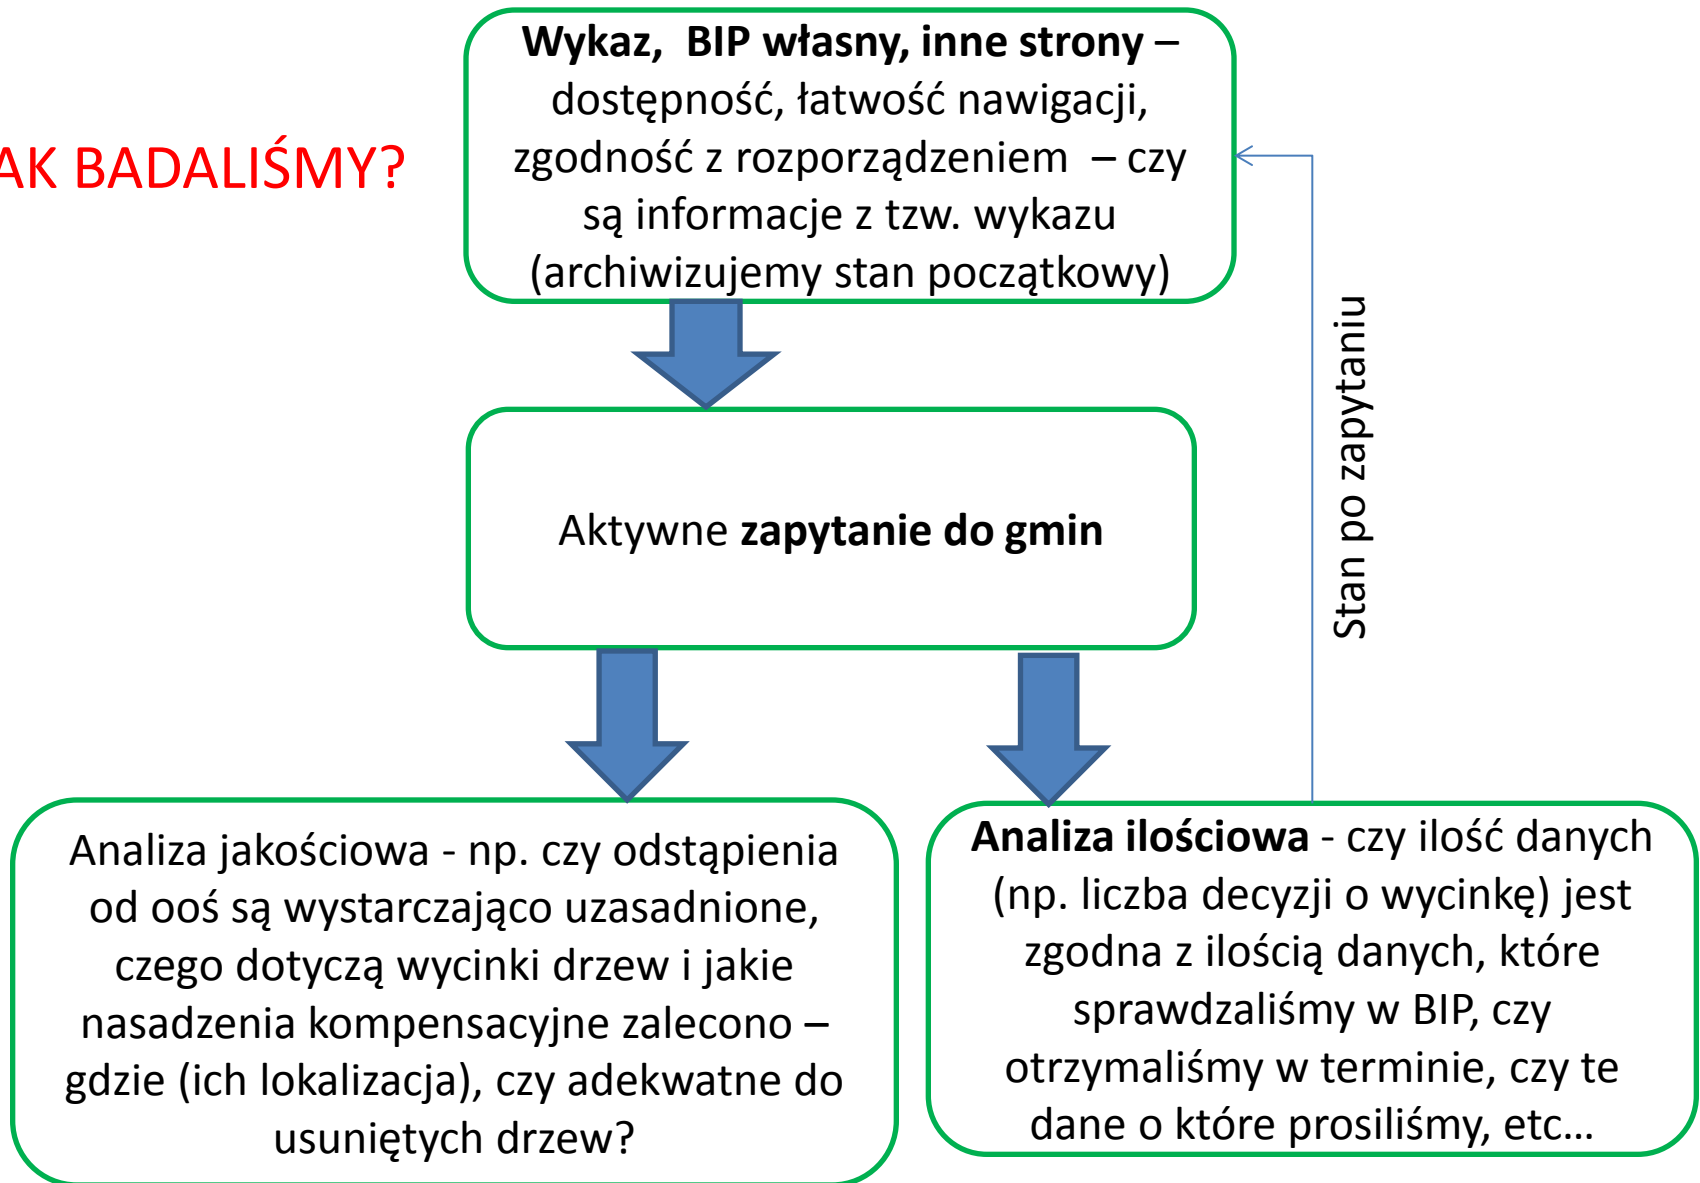 AK BADALIŚMY?
Wykaz, BIP własny, inne strony –
dostępność, łatwość nawigacji,
zgodność z rozporządzeniem – czy
są informacje z tzw. wykazu
(archiwizujemy stan początkowy)
Stan po zapytaniu
Aktywne zapytanie do gmin
Analiza jakościowa - np. czy odstąpienia
od ooś są wystarczająco uzasadnione,
czego dotyczą wycinki drzew i jakie
nasadzenia kompensacyjne zalecono –
gdzie (ich lokalizacja), czy adekwatne do
usuniętych drzew?
Analiza ilościowa - czy ilość danych
(np. liczba decyzji o wycinkę) jest
zgodna z ilością danych, które
sprawdzaliśmy w BIP, czy
otrzymaliśmy w terminie, czy te
dane o które prosiliśmy, etc…